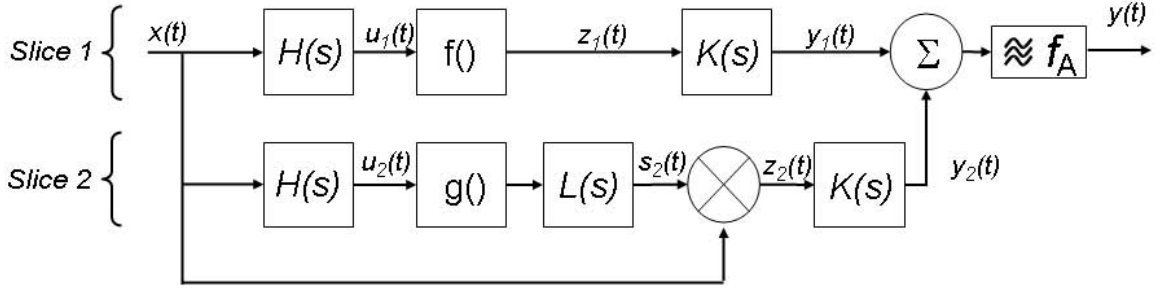 Slice 1 x(t) H(s) u1(t) f() z1(t) K(s) y1(t) Σ fA y(t)
Slice 2 H(s) u2(t) g() L(s) s2(t) z2(t) K(s) y2(t)